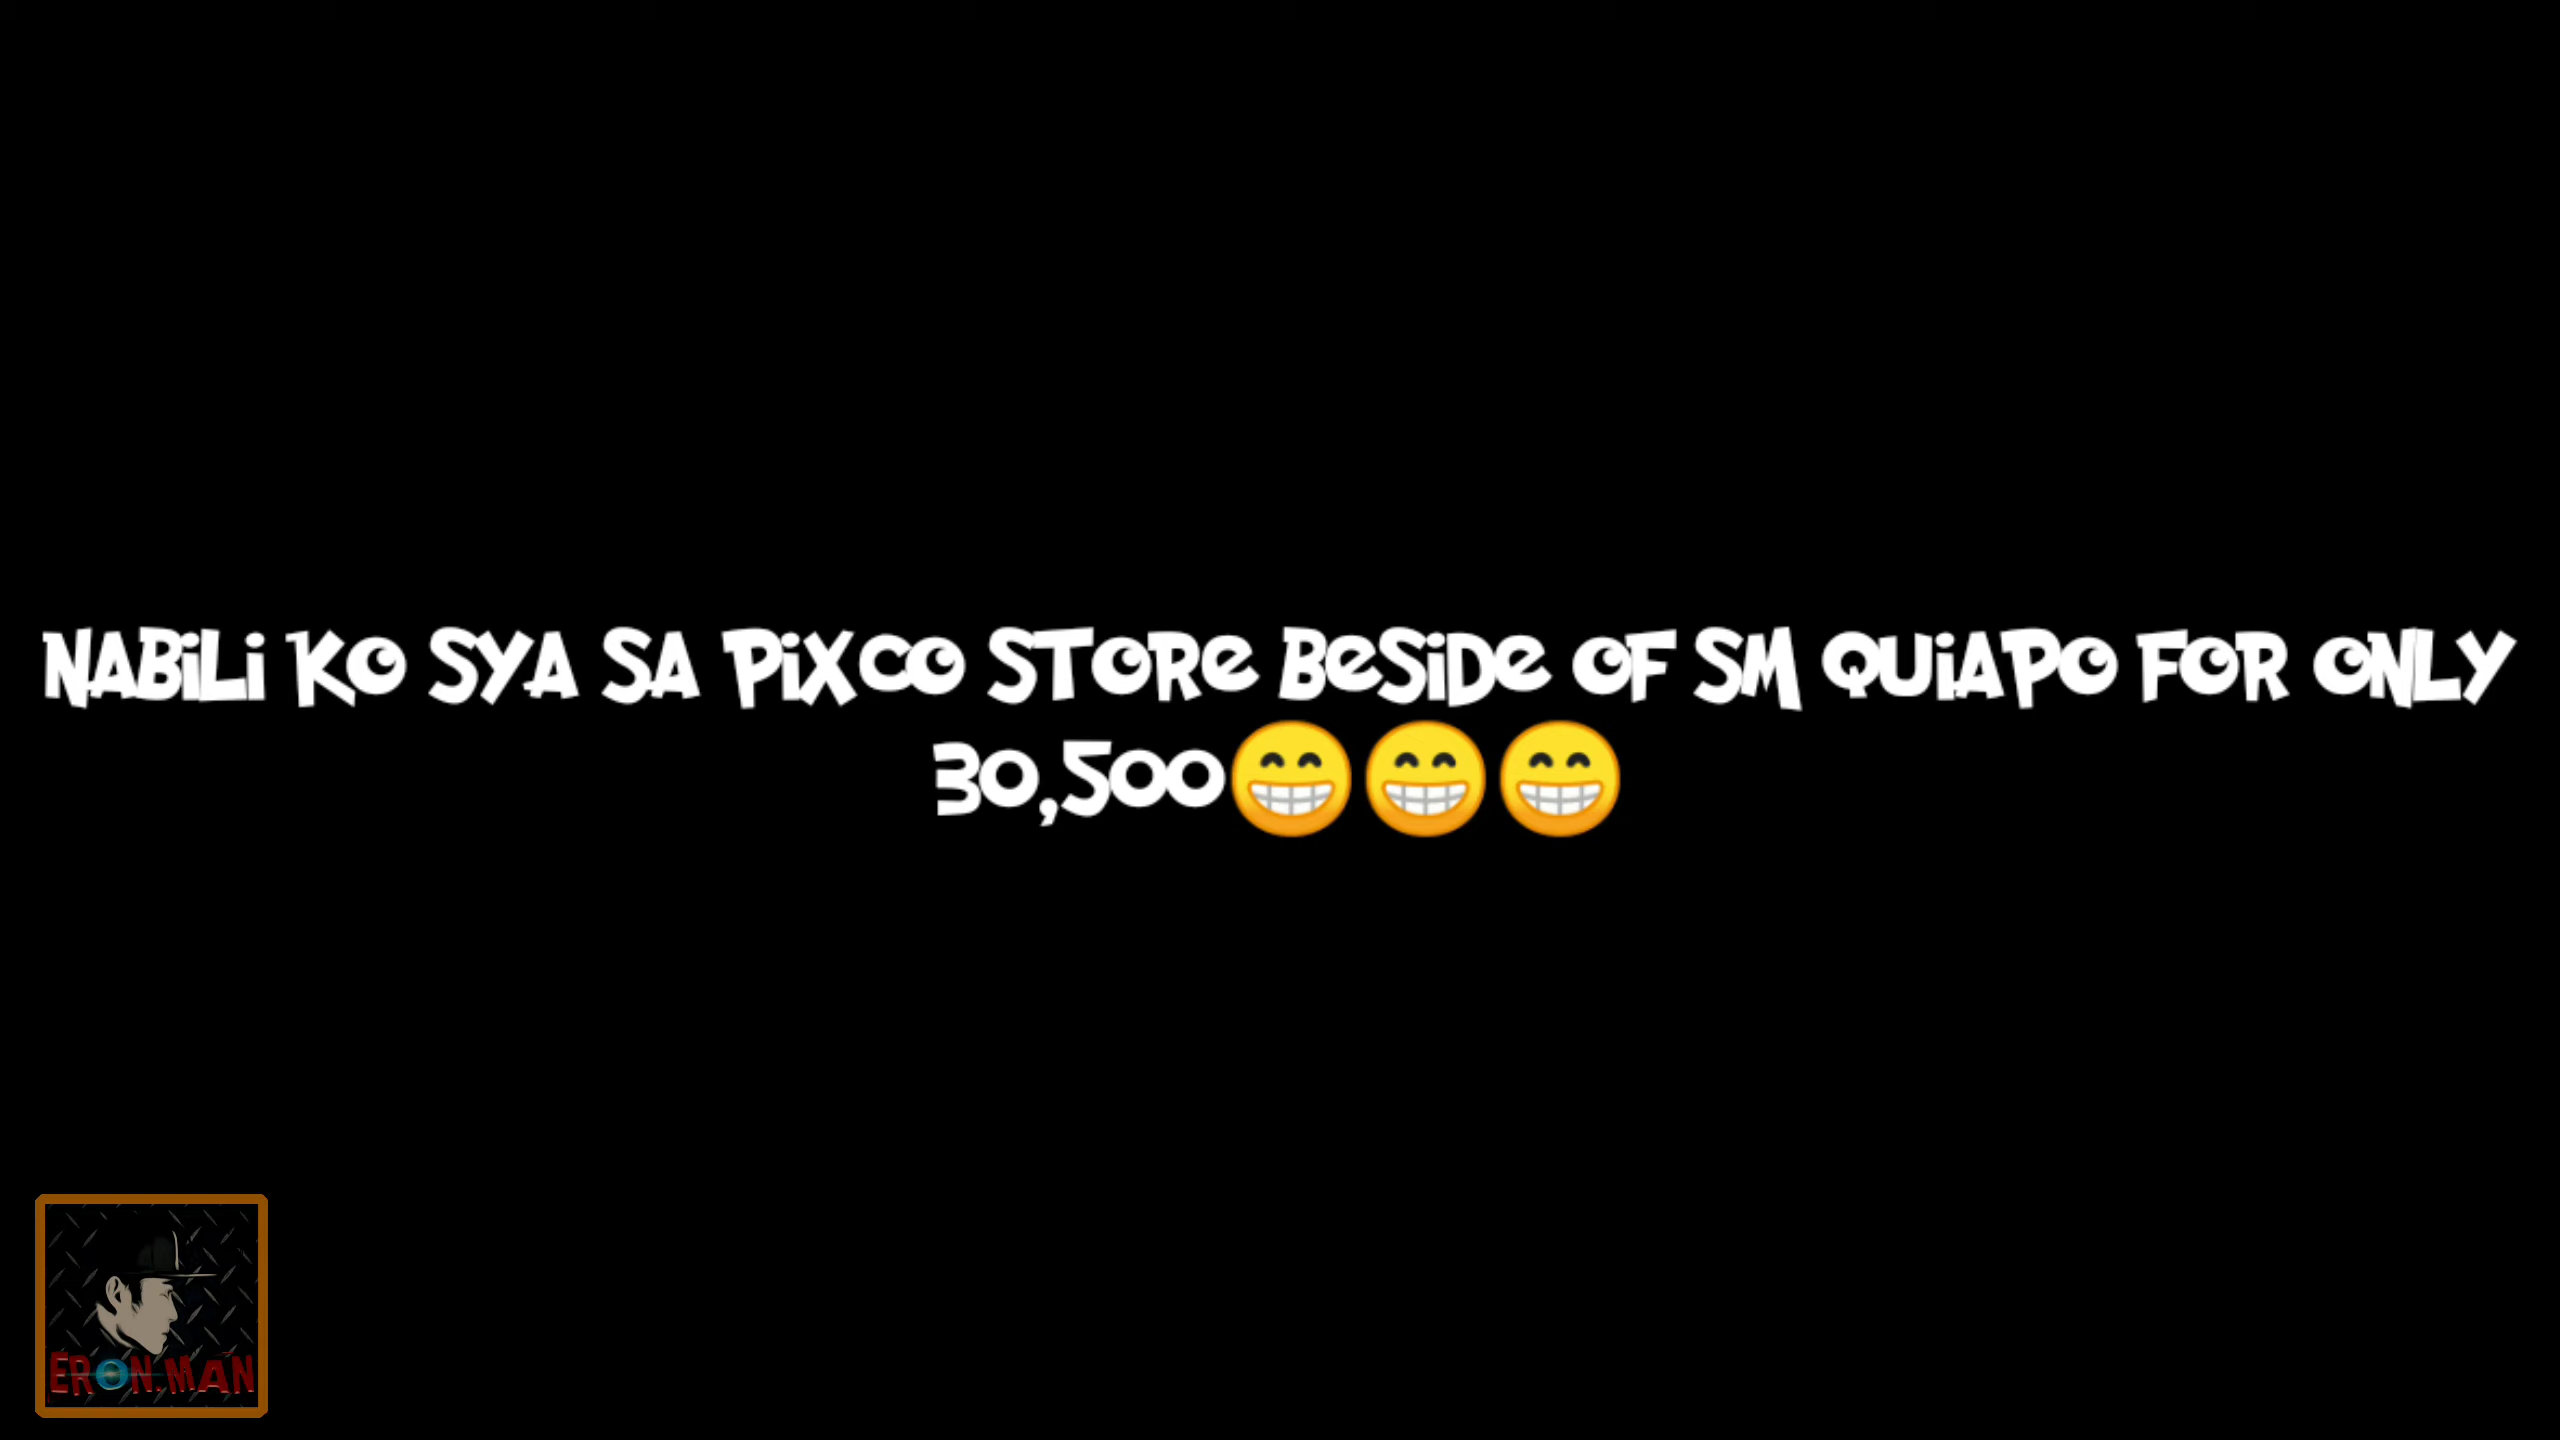 NABiLi KO SYA SA PiXCO STORe BeSiDe OF SM QUiAPO FOR ONLY
30,500😁😁😁
ERON.MAN